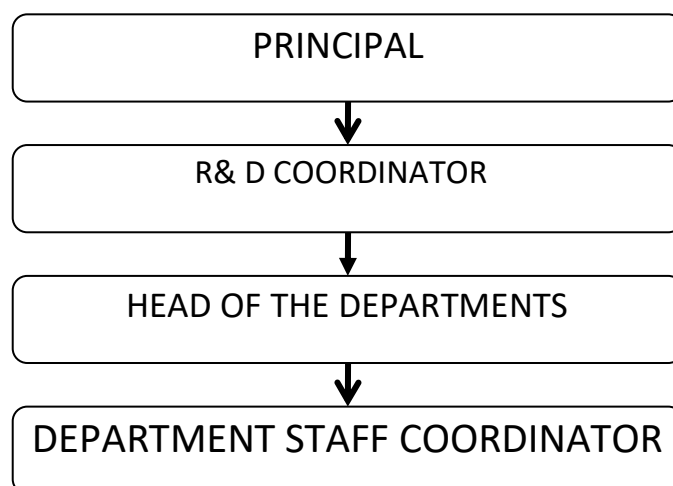 PRINCIPAL
R& D COORDINATOR
HEAD OF THE DEPARTMENTS
DEPARTMENT STAFF COORDINATOR